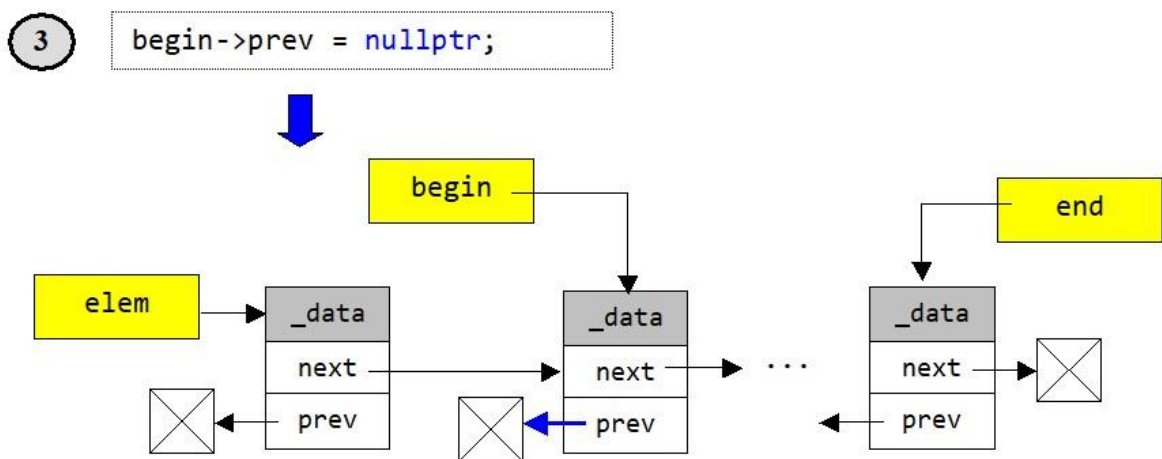 3
begin->prev = nullptr;
begin
end
elem
_data
_data
_data
next
next
...
next
prev
prev
prev